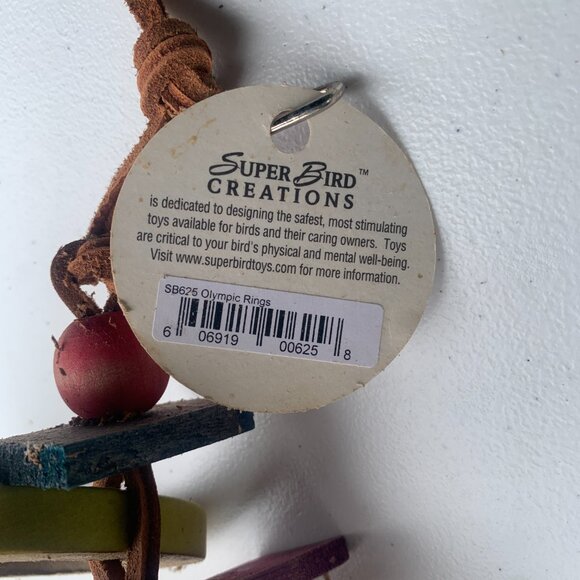 SUPER BIRD™
CREATIONS
is dedicated to designing the safest, most stimulating
toys available for birds and their caring owners. Toys
are critical to your bird's physical and mental well-being.
Visit www.superbirdtoys.com for more information.
SB625 Olympic Rings
6 06919 00625 8